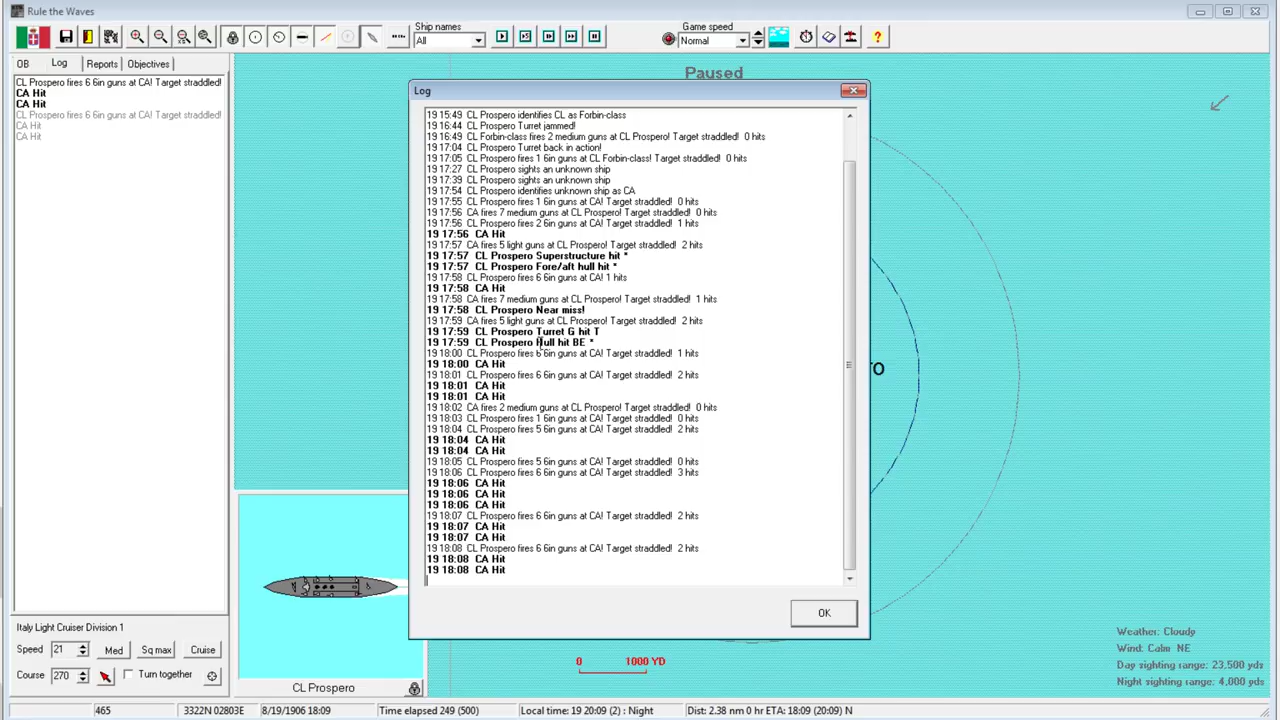 Rule the Waves
Ship names
All
Game speed
Normal
OB
Log
Reports
Objectives
CL Prospero fires 6 6in guns at CA! Target straddled!
CA Hit
CA Hit
CL Prospero fires 6 6in guns at CA! Target straddled!
CA Hit
CA Hit
Paused
Log
19 15:49 CL Prospero identifies CL as Forbin-class
19 16:44 CL Prospero Turret jammed!
19 16:49 CL Forbin-class fires 2 medium guns at CL Prospero! Target straddled! 0 hits
19 17:04 CL Prospero Turret back in action!
19 17:05 CL Prospero fires 1 6in guns at CL Forbin-class! Target straddled! 0 hits
19 17:27 CL Prospero sights an unknown ship
19 17:39 CL Prospero sights an unknown ship
19 17:54 CL Prospero identifies unknown ship as CA
19 17:55 CL Prospero fires 1 6in guns at CA! Target straddled! 0 hits
19 17:56 CA fires 7 medium guns at CL Prospero! Target straddled! 0 hits
19 17:56 CL Prospero fires 2 6in guns at CA! Target straddled! 1 hits
19 17:56 CA Hit
19 17:57 CA fires 5 light guns at CL Prospero! Target straddled! 2 hits
19 17:57 CL Prospero Superstructure hit *
19 17:57 CL Prospero Fore/aft hull hit *
19 17:58 CL Prospero fires 6 6in guns at CA! 1 hits
19 17:58 CA Hit
19 17:58 CA fires 7 medium guns at CL Prospero! Target straddled! 1 hits
19 17:58 CL Prospero Near miss!
19 17:59 CA fires 5 light guns at CL Prospero! Target straddled! 2 hits
19 17:59 CL Prospero Turret G hit T
19 17:59 CL Prospero Hull hit BE *
19 18:00 CL Prospero fires 6 6in guns at CA! Target straddled! 1 hits
19 18:00 CA Hit
19 18:01 CL Prospero fires 6 6in guns at CA! Target straddled! 2 hits
19 18:01 CA Hit
19 18:01 CA Hit
19 18:02 CA fires 2 medium guns at CL Prospero! Target straddled! 0 hits
19 18:03 CL Prospero fires 1 6in guns at CA! Target straddled! 0 hits
19 18:04 CL Prospero fires 5 6in guns at CA! Target straddled! 2 hits
19 18:04 CA Hit
19 18:04 CA Hit
19 18:05 CL Prospero fires 5 6in guns at CA! Target straddled! 0 hits
19 18:06 CL Prospero fires 6 6in guns at CA! Target straddled! 3 hits
19 18:06 CA Hit
19 18:06 CA Hit
19 18:06 CA Hit
19 18:07 CL Prospero fires 6 6in guns at CA! Target straddled! 2 hits
19 18:07 CA Hit
19 18:07 CA Hit
19 18:08 CL Prospero fires 6 6in guns at CA! Target straddled! 2 hits
19 18:08 CA Hit
19 18:08 CA Hit
OK
Italy Light Cruiser Division 1
Speed 21 Med Sq max Cruise
Course 270 Turn together
CL Prospero
0 1000 YD
Weather: Cloudy
Wind: Calm NE
Day sighting range: 23,500 yds
Night sighting range: 4,000 yds
465 3322N 02803E 8/19/1906 18:09 Time elapsed 249 (500) Local time: 19 20:09 (2) : Night Dist: 2.38 nm 0 hr ETA: 18:09 (20:09) N